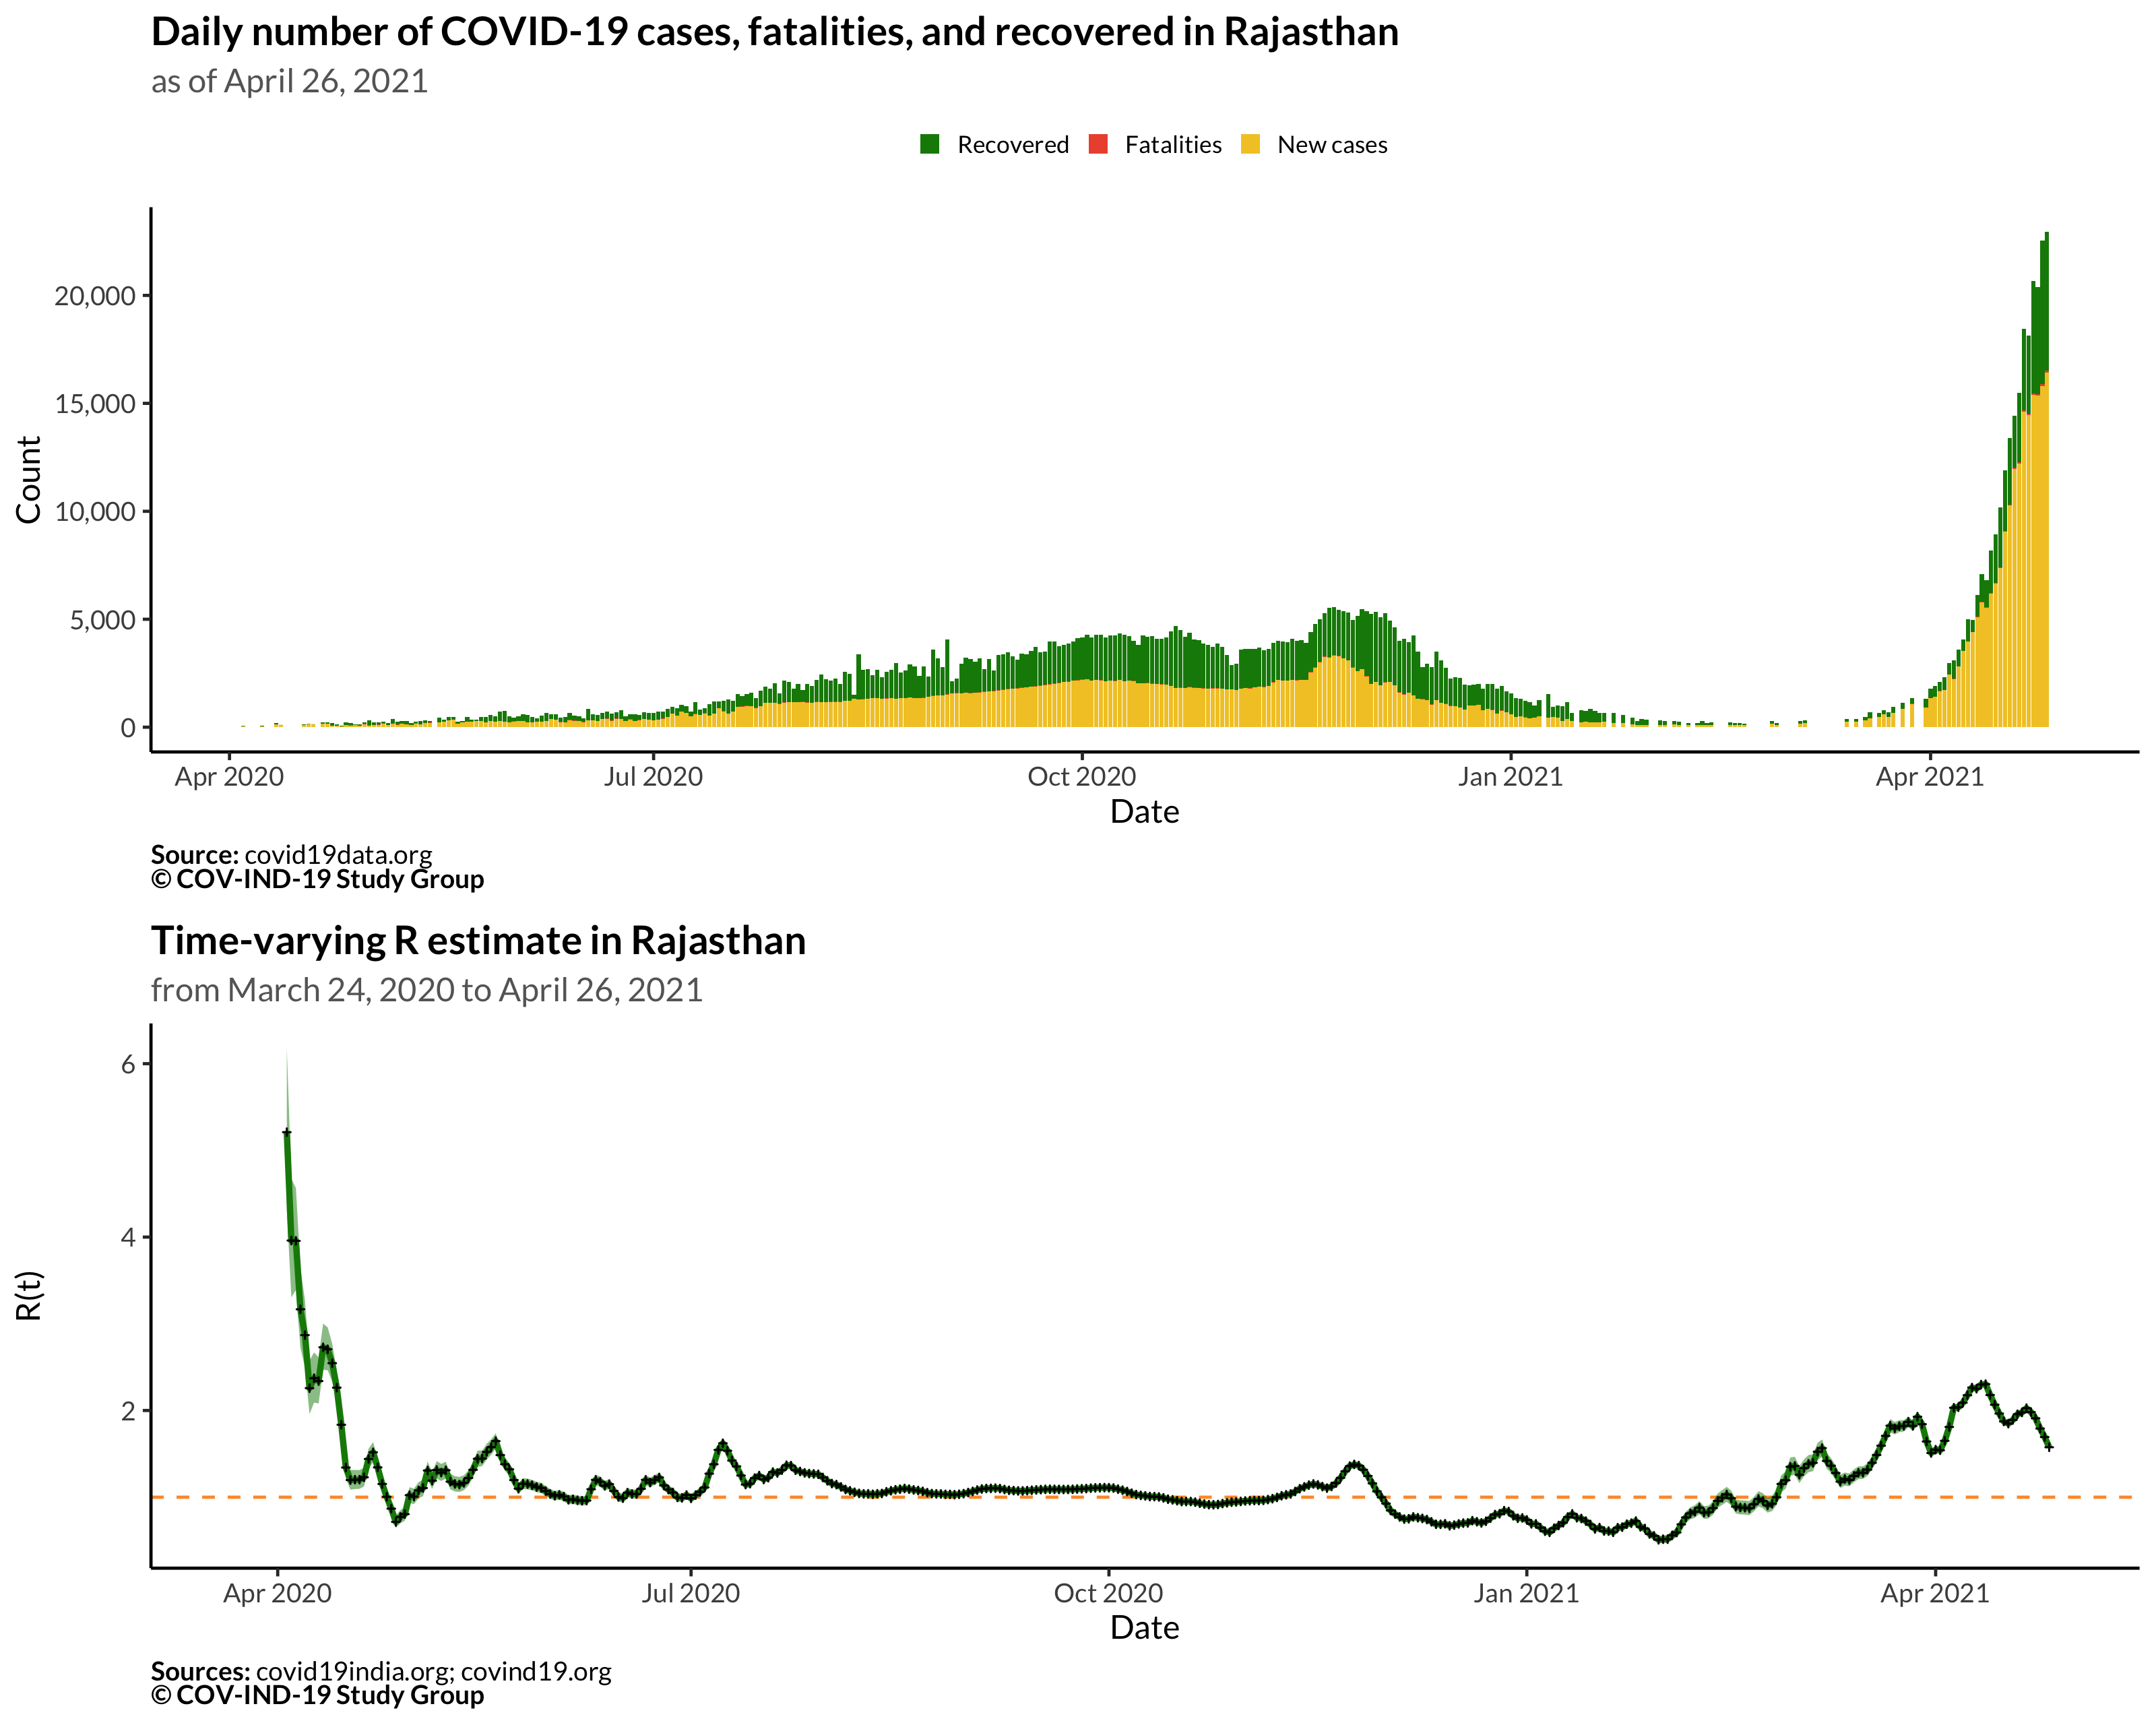 Daily number of COVID-19 cases, fatalities, and recovered in Rajasthan
as of April 26, 2021
Recovered Fatalities New cases
Count
20,000
15,000
10,000
5,000
0
Apr 2020 Jul 2020 Oct 2020 Jan 2021 Apr 2021
Date
Source: covid19data.org
© COV-IND-19 Study Group
Time-varying R estimate in Rajasthan
from March 24, 2020 to April 26, 2021
R(t)
6
4
2
Apr 2020 Jul 2020 Oct 2020 Jan 2021 Apr 2021
Date
Sources: covid19india.org; covind19.org
© COV-IND-19 Study Group